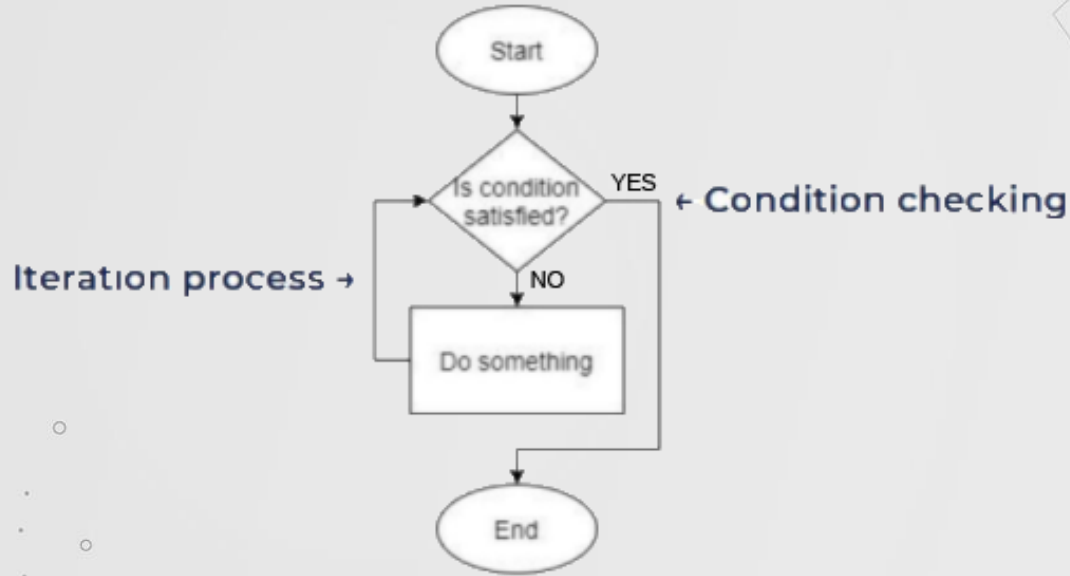 Start
Is condition
satisfied?
YES
← Condition checking
Iteration process →
NO
Do something
End